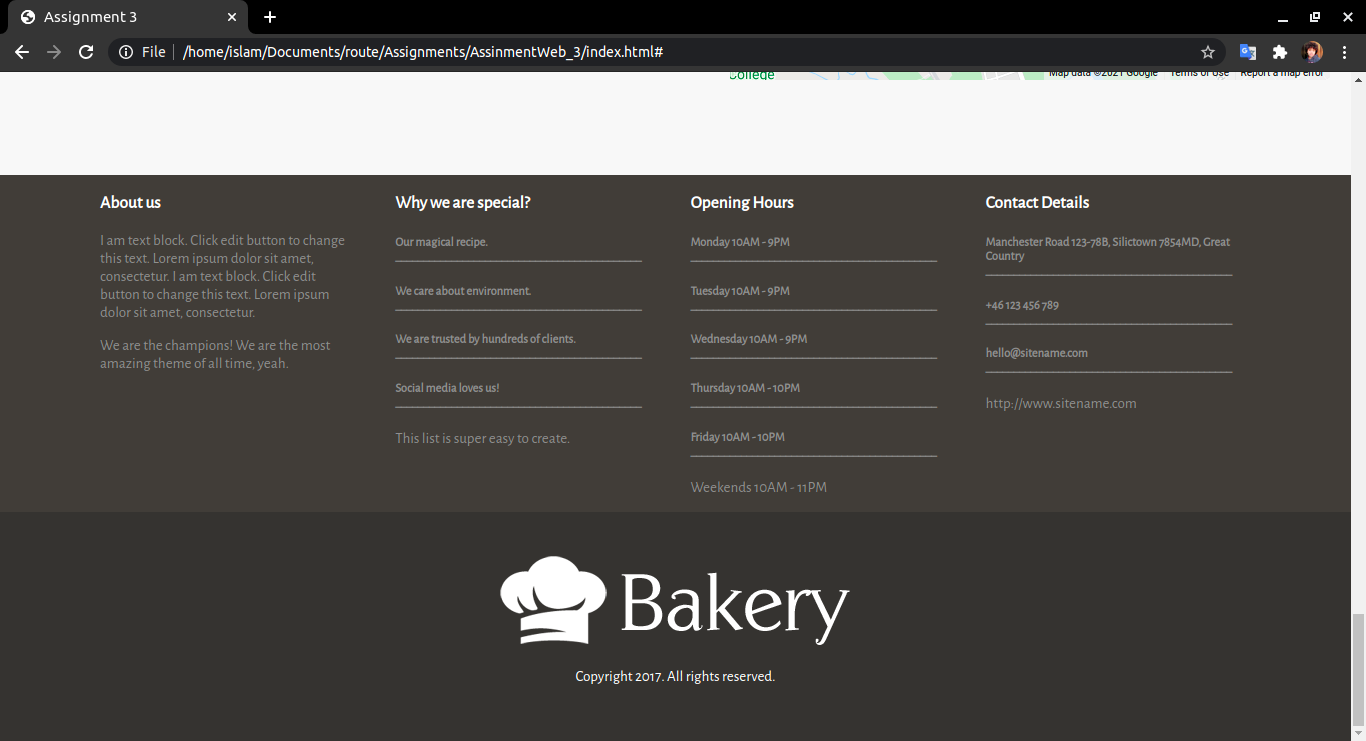 Assignment 3
File
/home/islam/Documents/route/Assignments/AssinmentWeb_3/index.html#
College
Map data ©2021 Google
Terms of Use
Report a map error
About us
I am text block. Click edit button to change
this text. Lorem ipsum dolor sit amet,
consectetur. I am text block. Click edit
button to change this text. Lorem ipsum
dolor sit amet, consectetur.
We are the champions! We are the most
amazing theme of all time, yeah.
Why we are special?
Our magical recipe.
We care about environment.
We are trusted by hundreds of clients.
Social media loves us!
This list is super easy to create.
Opening Hours
Monday 10AM - 9PM
Tuesday 10AM - 9PM
Wednesday 10AM - 9PM
Thursday 10AM - 10PM
Friday 10AM - 10PM
Weekends 10AM - 11PM
Contact Details
Manchester Road 123-78B, Silictown 7854MD, Great
Country
+46 123 456 789
hello@sitename.com
http://www.sitename.com
Bakery
Copyright 2017. All rights reserved.